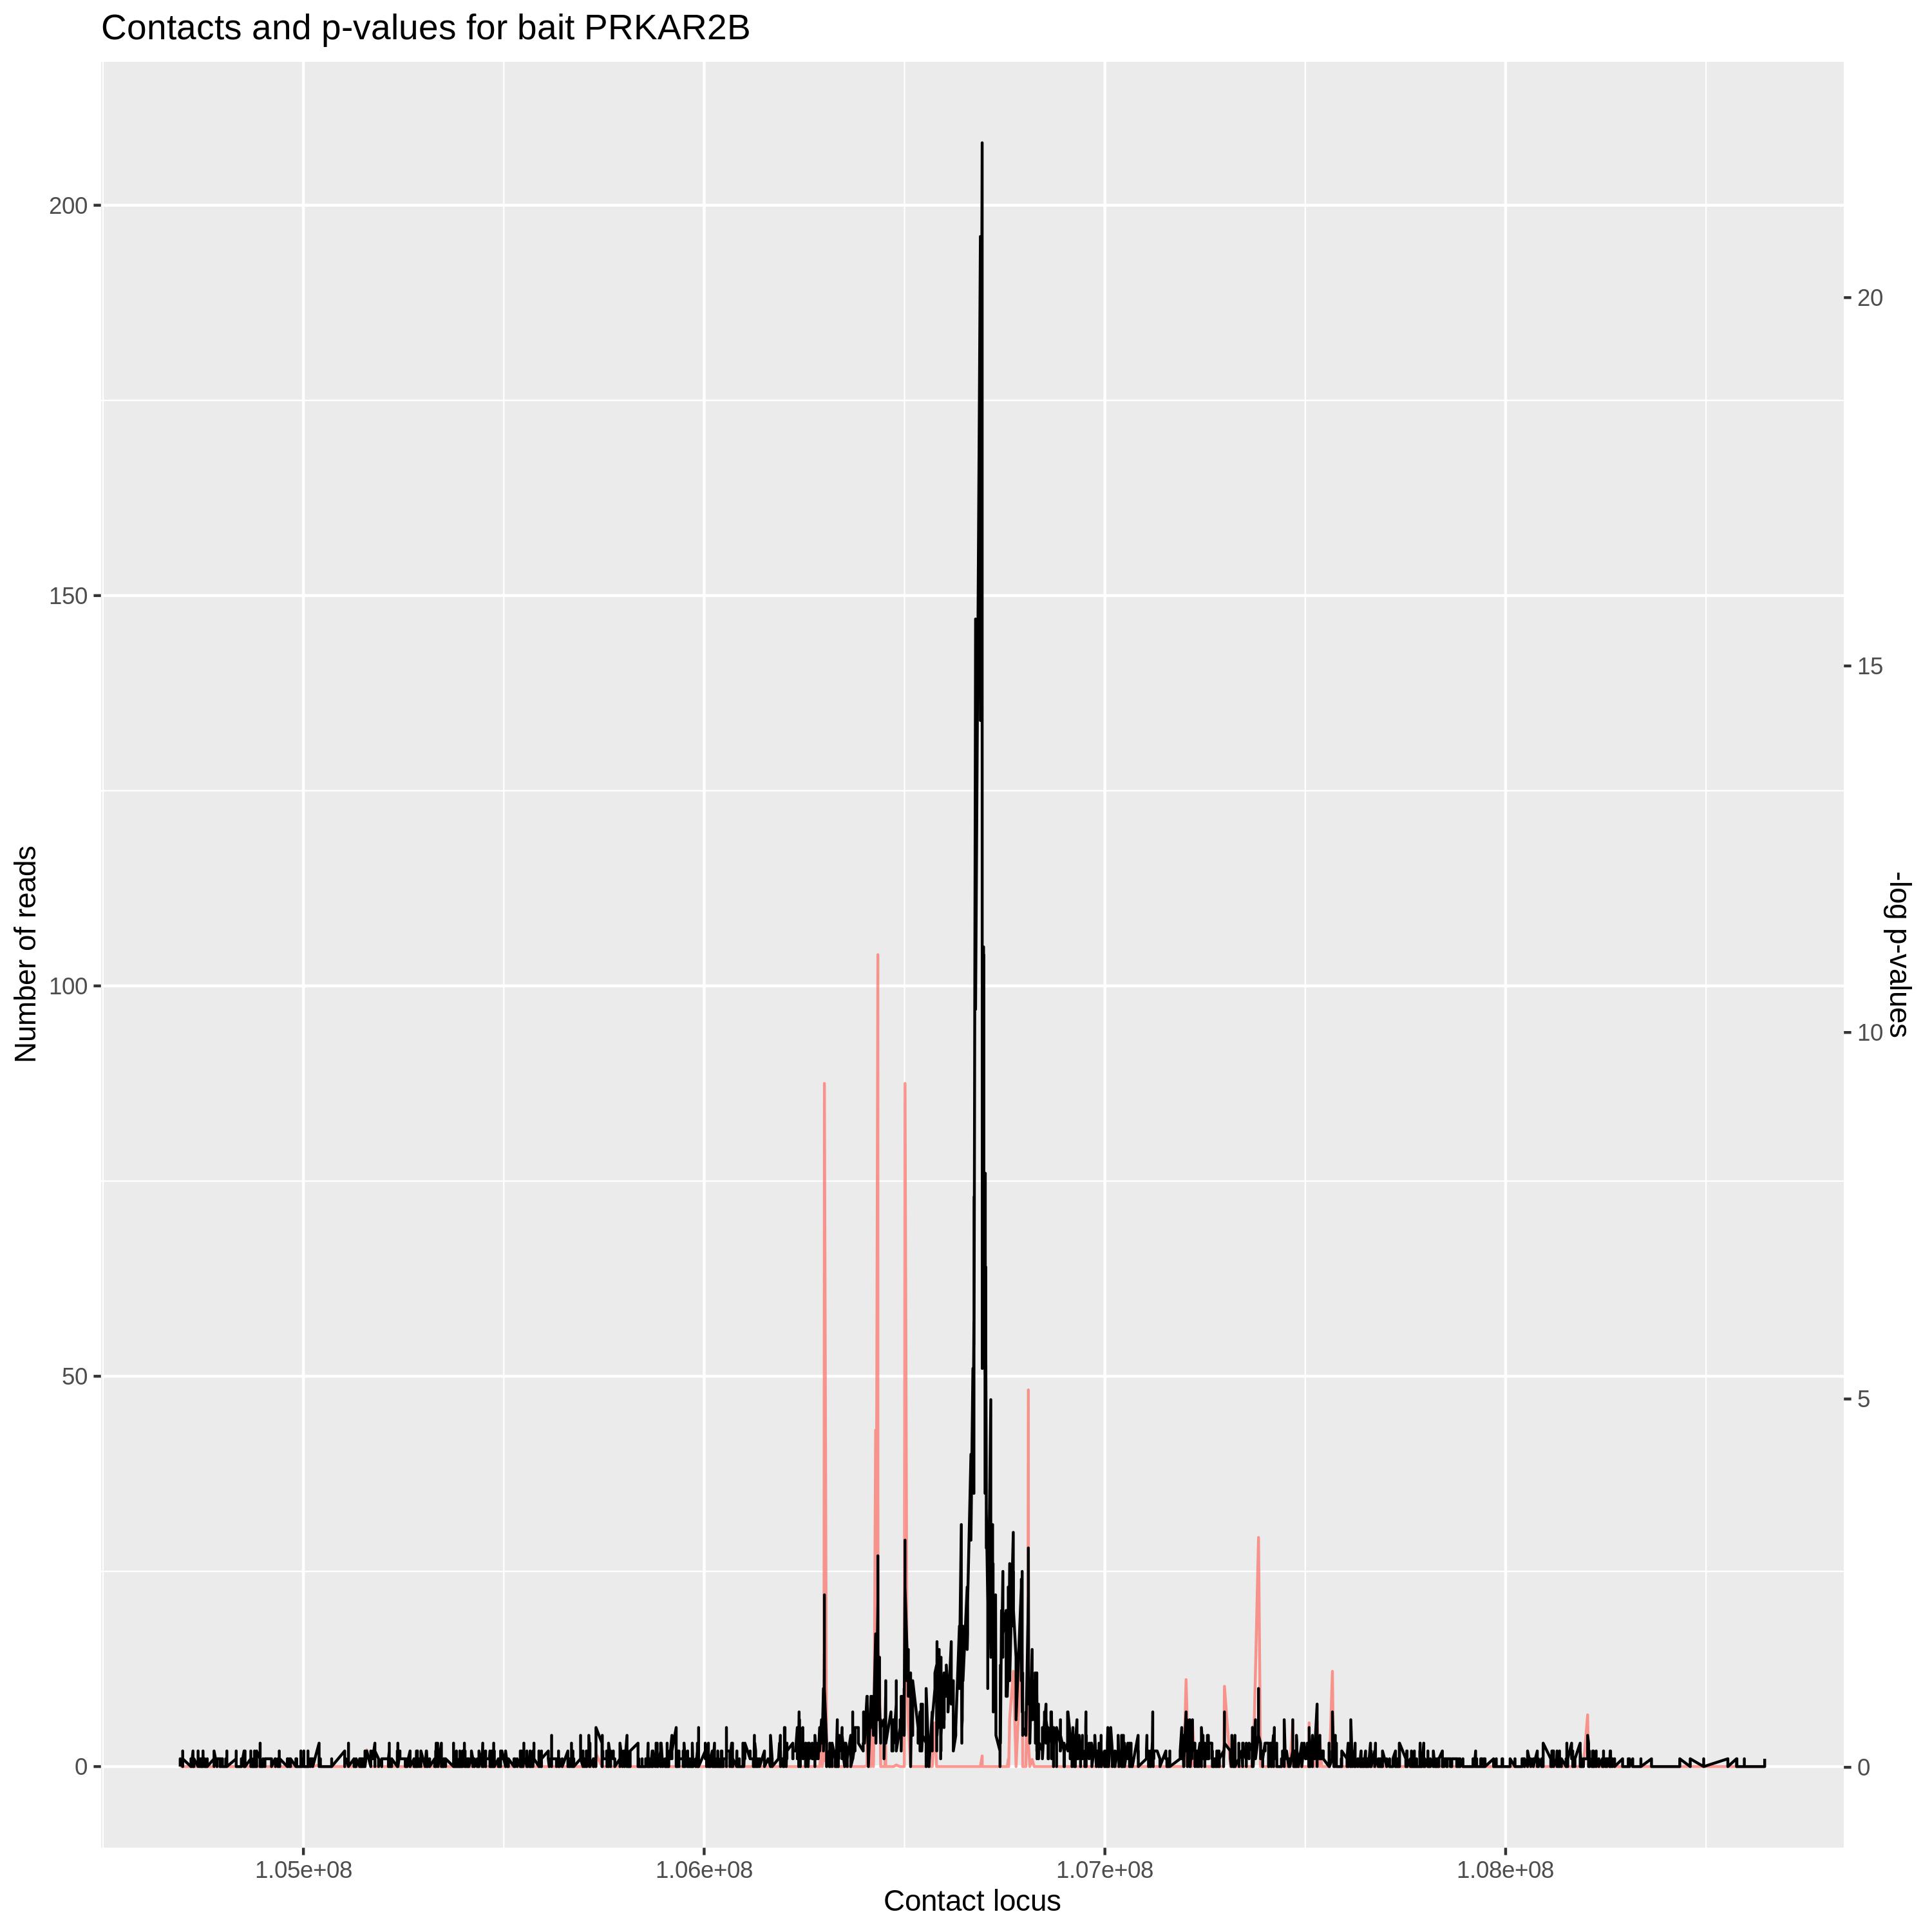 Contacts and p-values for bait PRKAR2B
200
150
100
50
0
Number of reads
20
15
10
5
0
-log p-values
1.05e+08
1.06e+08
1.07e+08
1.08e+08
Contact locus